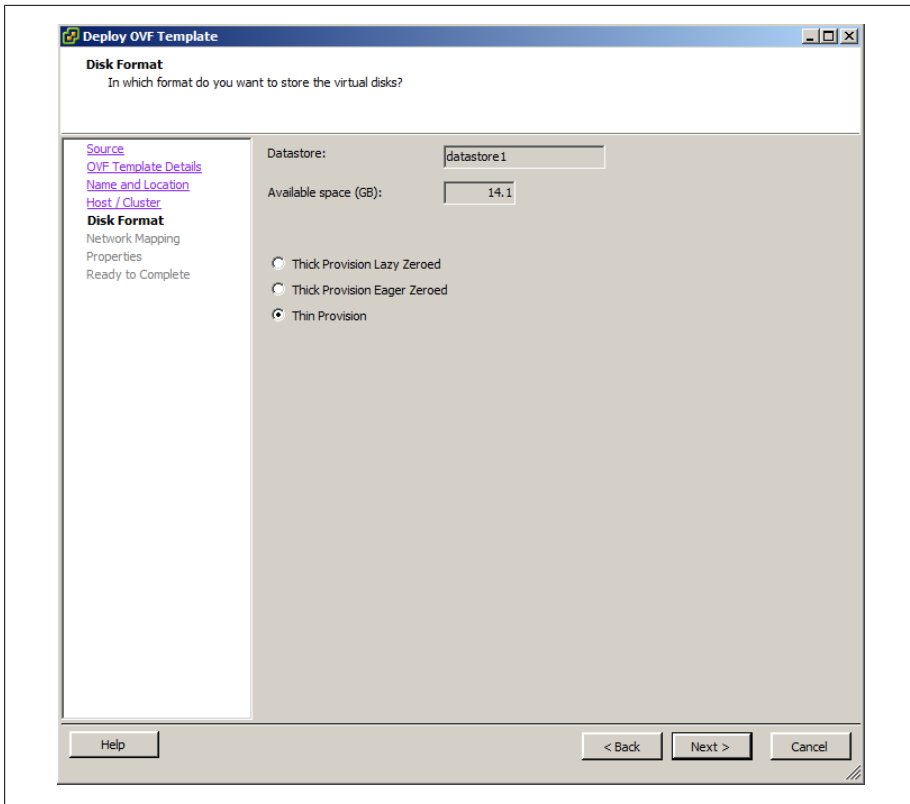 Deploy OVF Template
Disk Format
In which format do you want to store the virtual disks?
Source
OVF Template Details
Name and Location
Host / Cluster
Disk Format
Network Mapping
Properties
Ready to Complete
Datastore:
datastore1
Available space (GB):
14.1
Thick Provision Lazy Zeroed
Thick Provision Eager Zeroed
Thin Provision
Help
< Back
Next >
Cancel